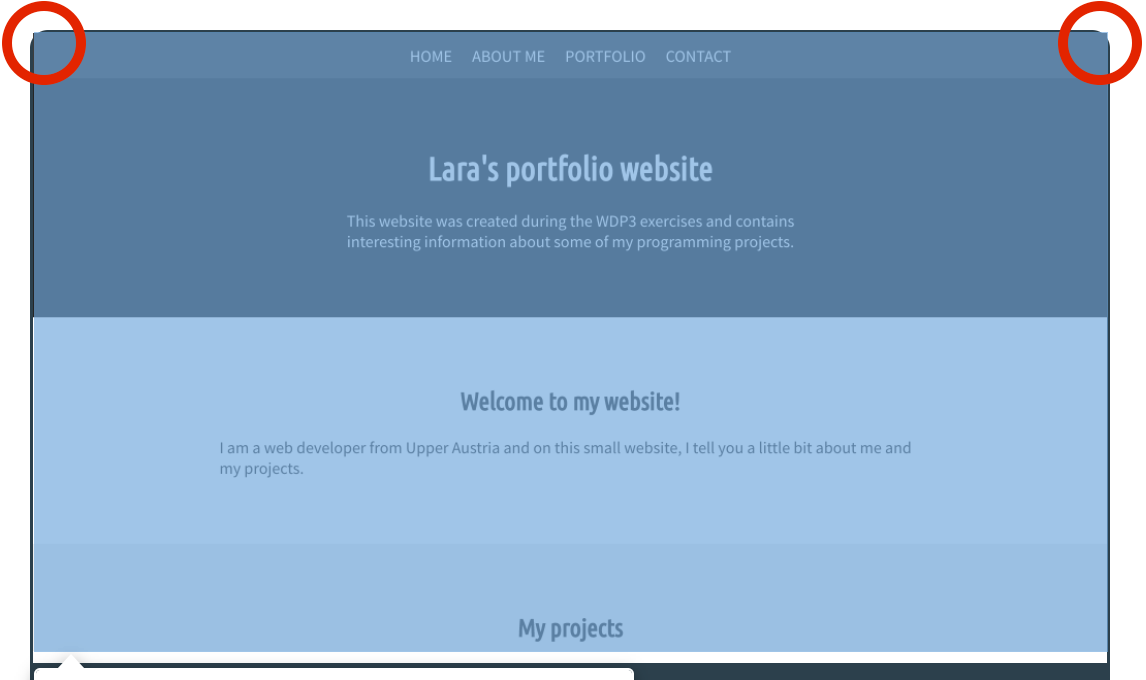 HOME ABOUT ME PORTFOLIO CONTACT
Lara's portfolio website
This website was created during the WDP3 exercises and contains
interesting information about some of my programming projects.
Welcome to my website!
I am a web developer from Upper Austria and on this small website, I tell you a little bit about me and
my projects.
My projects